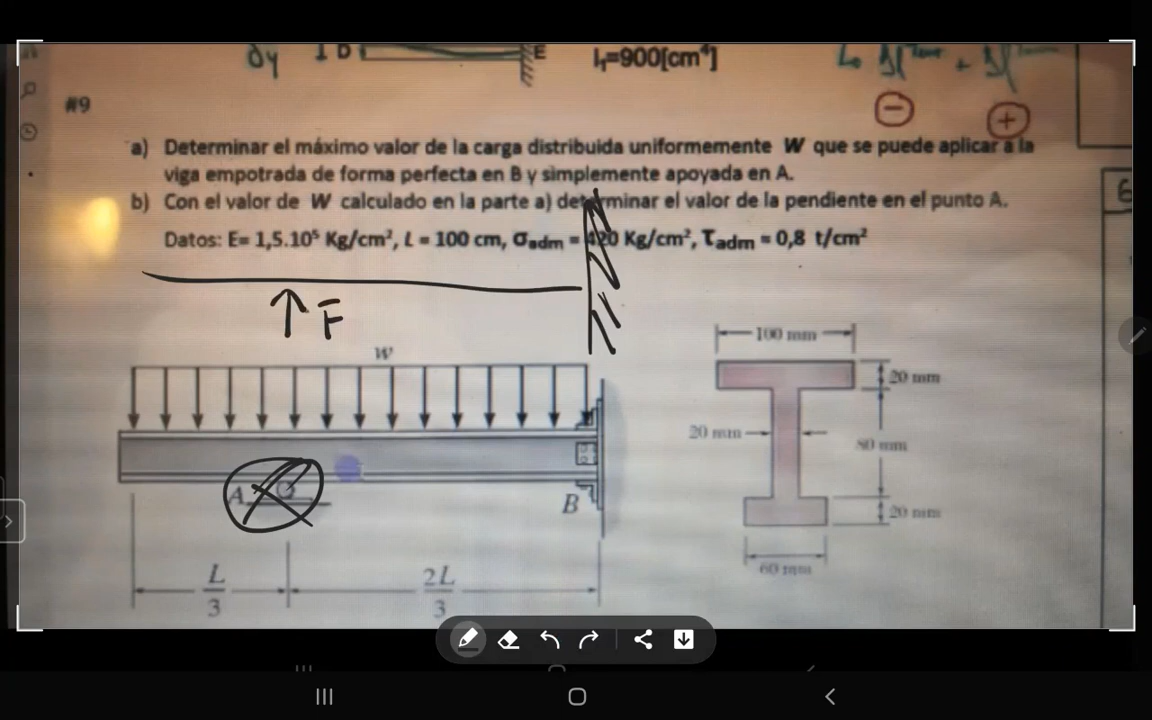 D
E
I₁=900[cm⁴]
#9
a) Determinar el máximo valor de la carga distribuida uniformemente W que se puede aplicar a la
viga empotrada de forma perfecta en B y simplemente apoyada en A.
b) Con el valor de W calculado en la parte a) determinar el valor de la pendiente en el punto A.
Datos: E= 1,5.10⁵ Kg/cm², L = 100 cm, σadm = 420 Kg/cm², τadm = 0,8 t/cm²
F
W
100 mm
20 mm
20 mm
80 mm
A
B
20 mm
60 mm
L
3
2L
3